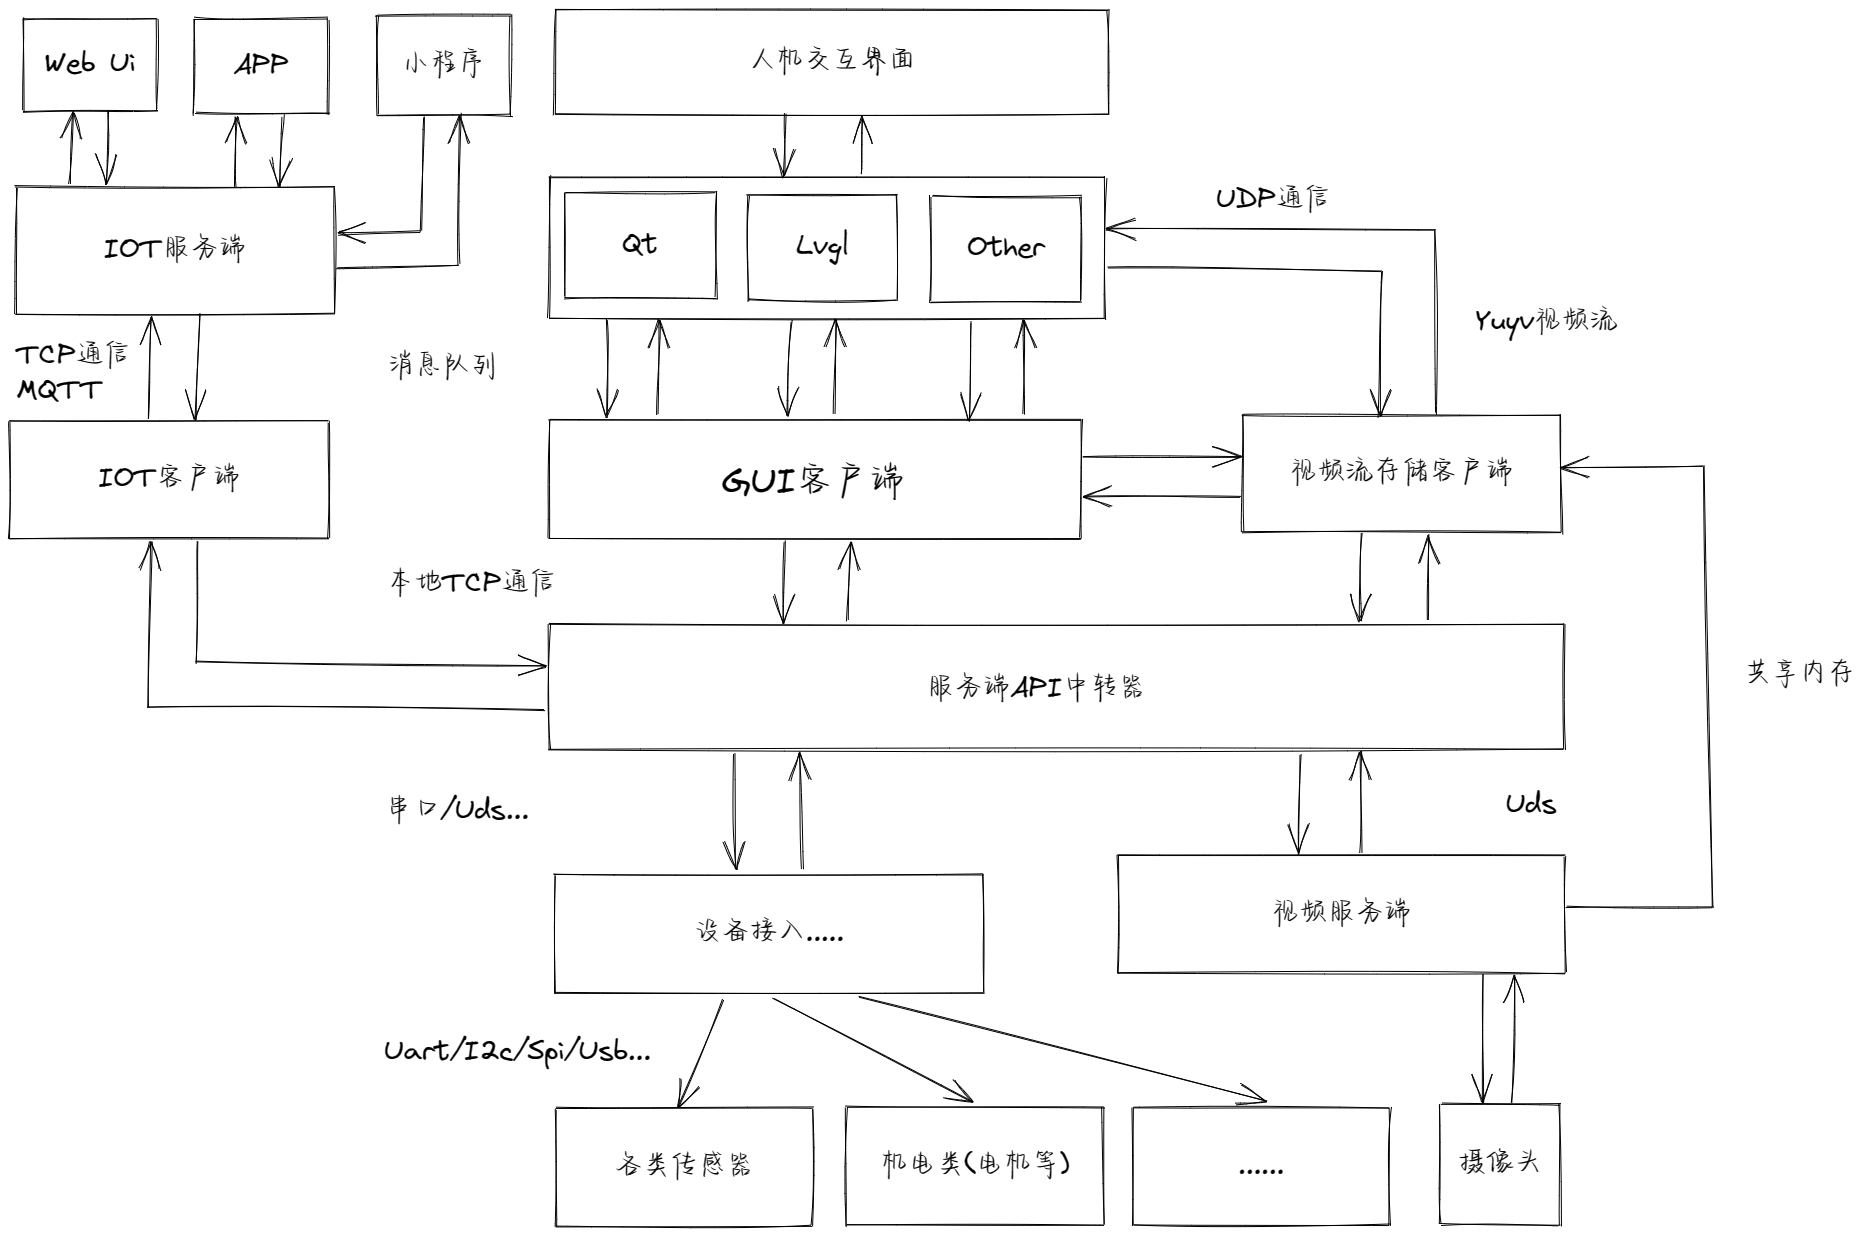 Web Ui
APP
小程序
人机交互界面
IOT服务端
Qt
Lvgl
Other
UDP通信
Yuyv视频流
TCP通信
MQTT
消息队列
IOT客户端
GUI客户端
视频流存储客户端
本地TCP通信
服务端API中转器
共享内存
串口/Uds...
Uds
设备接入.....
视频服务端
Uart/I2c/Spi/Usb...
各类传感器
机电类(电机等)
......
摄像头